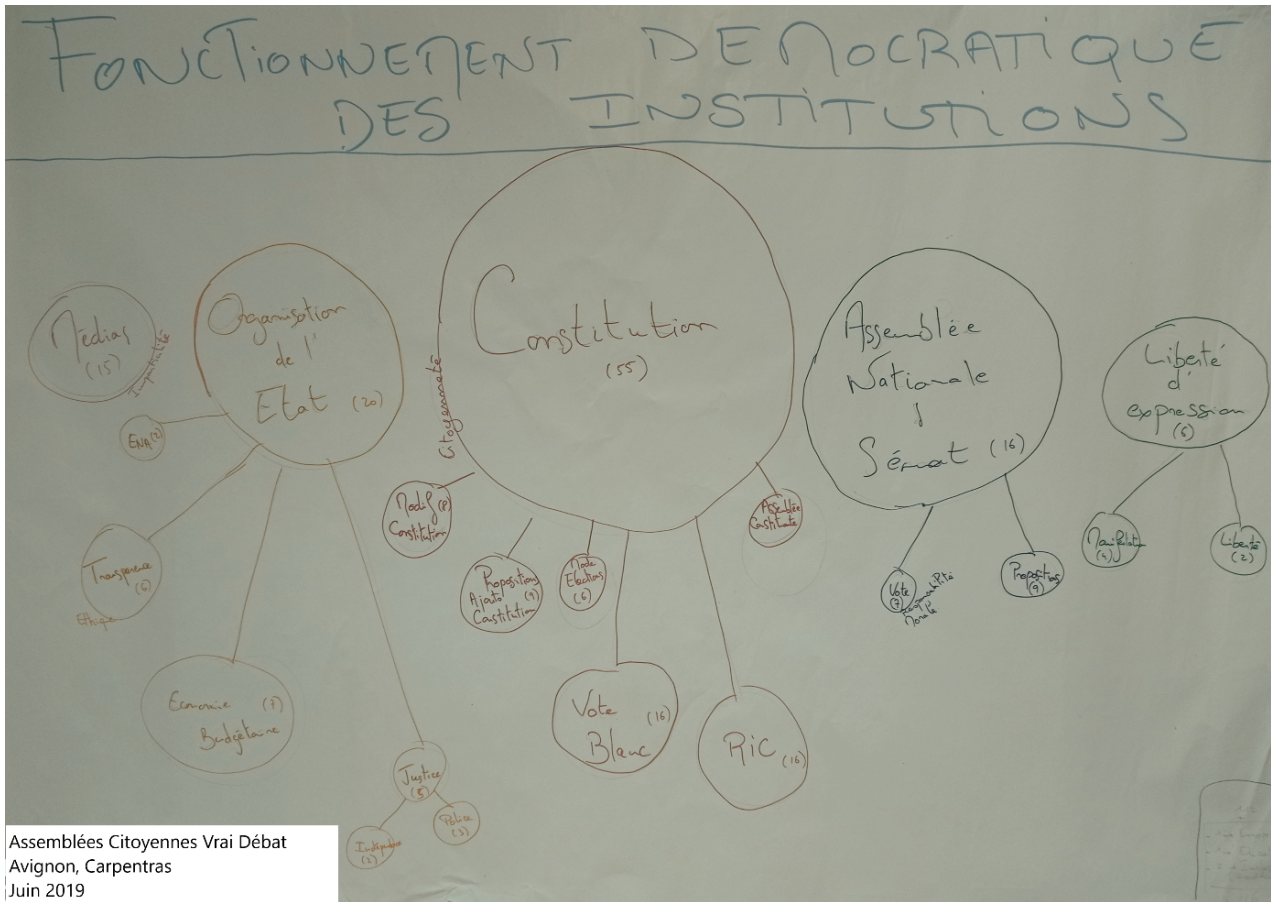 FONCTIONNEMENT DEMOCRATIQUE
DES INSTITUTIONS
Médias
(15)
Impartialité
Organisation
de l'
Etat (20)
ENA (2)
Transparence
(6)
Ethique
Economie (7)
Budgétaire
Justice
(5)
(2)
Police
(3)
Constitution
(55)
Citoyenneté
Modif (8)
Constitution
Propositions
Ajouts (9)
Constitution
Mode
Elections
(6)
Vote (16)
Blanc
RIC (16)
Assemblée
Constituante
Assemblée
Nationale
Sénat (16)
Vote
(7)
Responsabilité
Morale
Propositions
(9)
Liberté
d'
expression
(6)
Manifestation
(4)
Liberté
(2)
Assemblées Citoyennes Vrai Débat
Avignon, Carpentras
Juin 2019